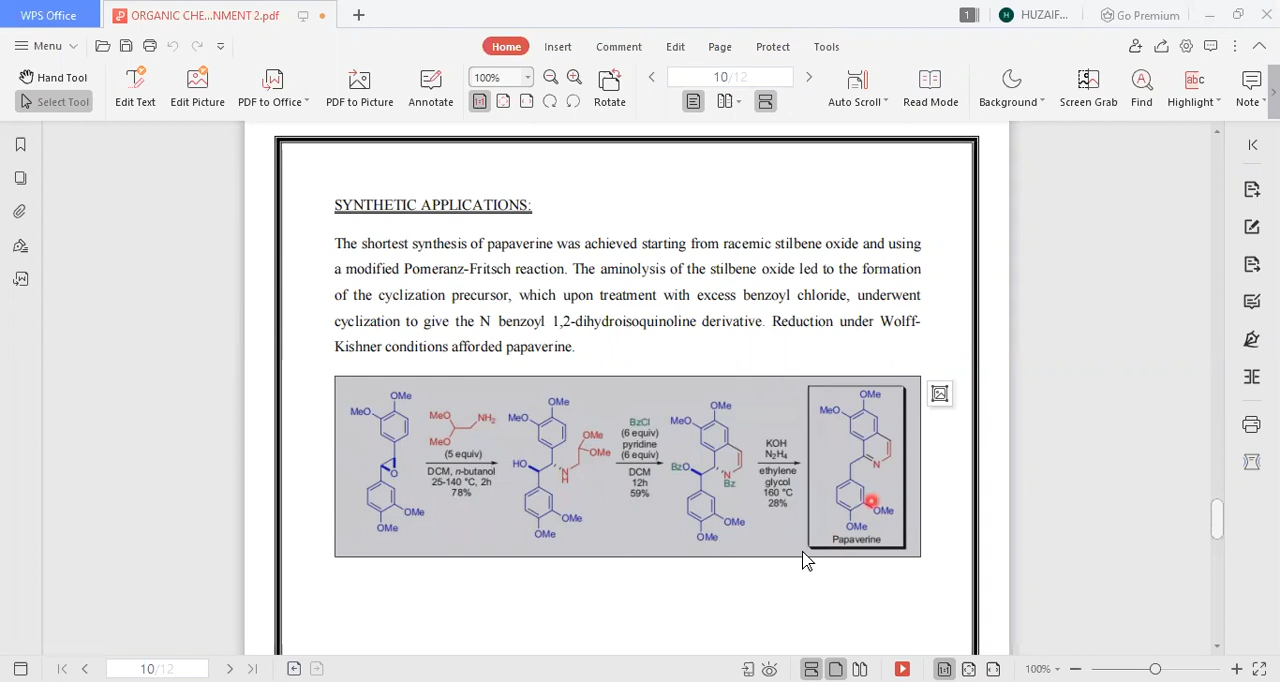 WPS Office
ORGANIC CHE...NMENT 2.pdf
1
H
HUZAIF...
Go Premium
Menu
Home
Insert
Comment
Edit
Page
Protect
Tools
Hand Tool
Select Tool
Edit Text
Edit Picture
PDF to Office
PDF to Picture
Annotate
100%
Rotate
10/12
Auto Scroll
Read Mode
Background
Screen Grab
Find
Highlight
Note
SYNTHETIC APPLICATIONS:
The shortest synthesis of papaverine was achieved starting from racemic stilbene oxide and using
a modified Pomeranz-Fritsch reaction. The aminolysis of the stilbene oxide led to the formation
of the cyclization precursor, which upon treatment with excess benzoyl chloride, underwent
cyclization to give the N benzoyl 1,2-dihydroisoquinoline derivative. Reduction under Wolff-
Kishner conditions afforded papaverine.
OMe
MeO
O
OMe
OMe
MeO
NH2
MeO
(5 equiv)
DCM, n-butanol
25-140 °C, 2h
78%
OMe
MeO
OMe
OMe
HO
N
H
OMe
OMe
BzCl
(6 equiv)
pyridine
(6 equiv)
DCM
12h
59%
OMe
MeO
BzO
N
Bz
OMe
OMe
KOH
N2H4
ethylene
glycol
160 °C
28%
OMe
MeO
N
OMe
OMe
Papaverine
10/12
100%